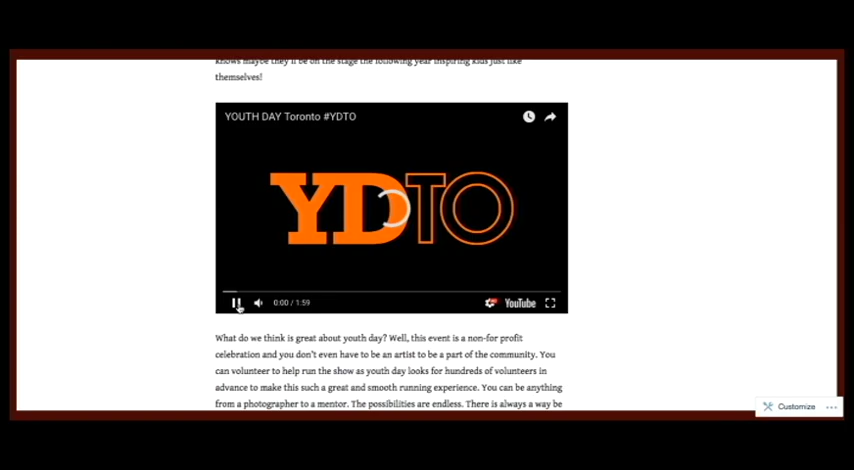 knows maybe they'll be on the stage the following year inspiring kids just like
themselves!
YOUTH DAY Toronto #YDTO
YDTO
0:00 / 1:59
YouTube
What do we think is great about youth day? Well, this event is a non-for profit
celebration and you don't even have to be an artist to be a part of the community. You
can volunteer to help run the show as youth day looks for hundreds of volunteers in
advance to make this such a great and smooth running experience. You can be anything
from a photographer to a mentor. The possibilities are endless. There is always a way be
Customize